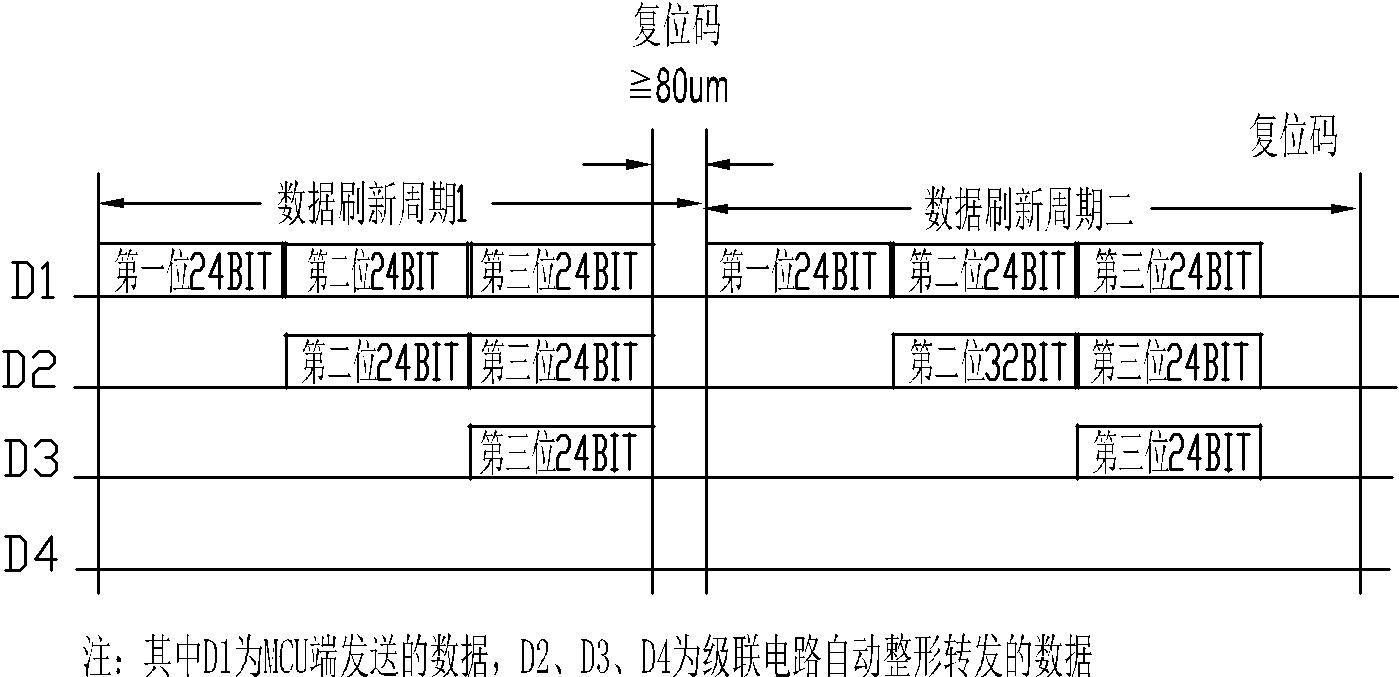 复位码
≧80um
复位码
数据刷新周期1
数据刷新周期二
D1 第一位24BIT 第二位24BIT 第三位24BIT 第一位24BIT 第二位24BIT 第三位24BIT
D2 第二位24BIT 第三位24BIT 第二位32BIT 第三位24BIT
D3 第三位24BIT 第三位24BIT
D4
注：其中D1为MCU端发送的数据，D2、D3、D4为级联电路自动整形转发的数据